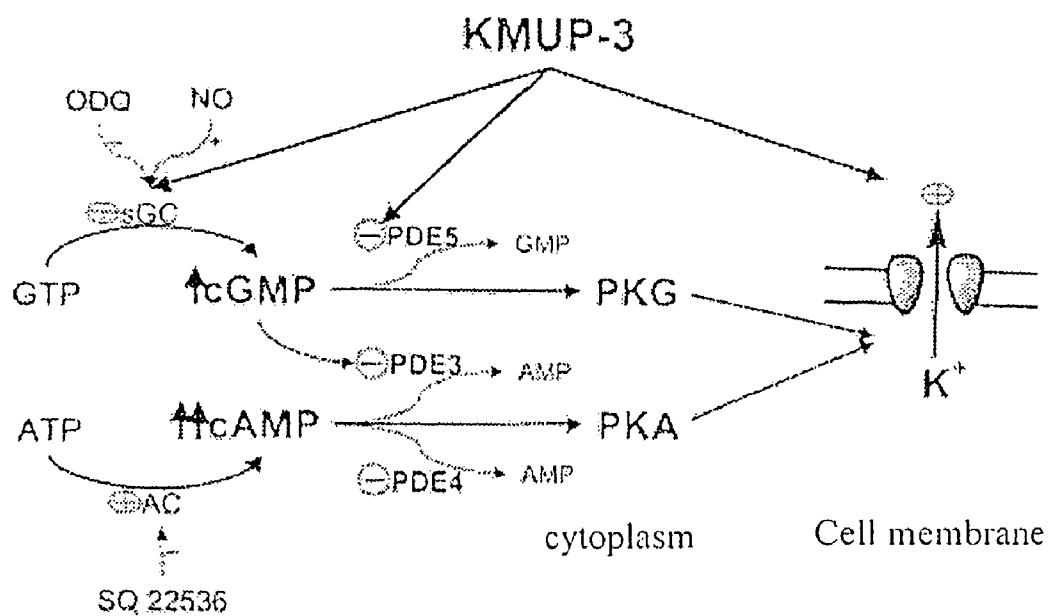 KMUP-3
ODQ NO
sGC
PDE5 GMP
GTP cGMP PKG
PDE3 AMP
K+
ATP cAMP PKA
PDE4 AMP
AC
cytoplasm Cell membrane
SQ 22536